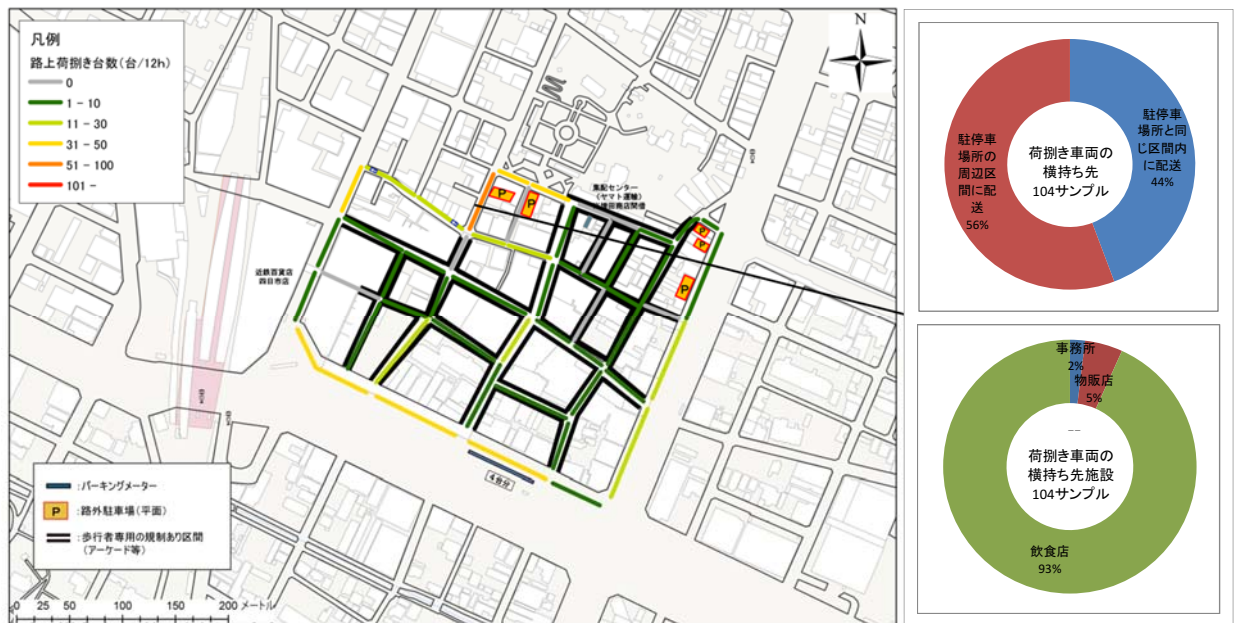 凡例
路上荷捌き台数(台/12h)
0
1 - 10
11 - 30
31 - 50
51 - 100
101 -
N
集配センター
(ヤマト運輸)
近鉄百貨店
四日市店
P
P
P
P
P
4台分
:パーキングメーター
P :路外駐車場(平面)
:歩行者専用の規制あり区間
(アーケード等)
0 25 50 100 150 200 メートル
駐停車
場所と同
じ区間内
に配送
44%
駐停車
場所の
周辺区
間に配
送
56%
荷捌き車両の
横持ち先
104サンプル
事務所
2%
物販店
5%
荷捌き車両の
横持ち先施設
104サンプル
飲食店
93%